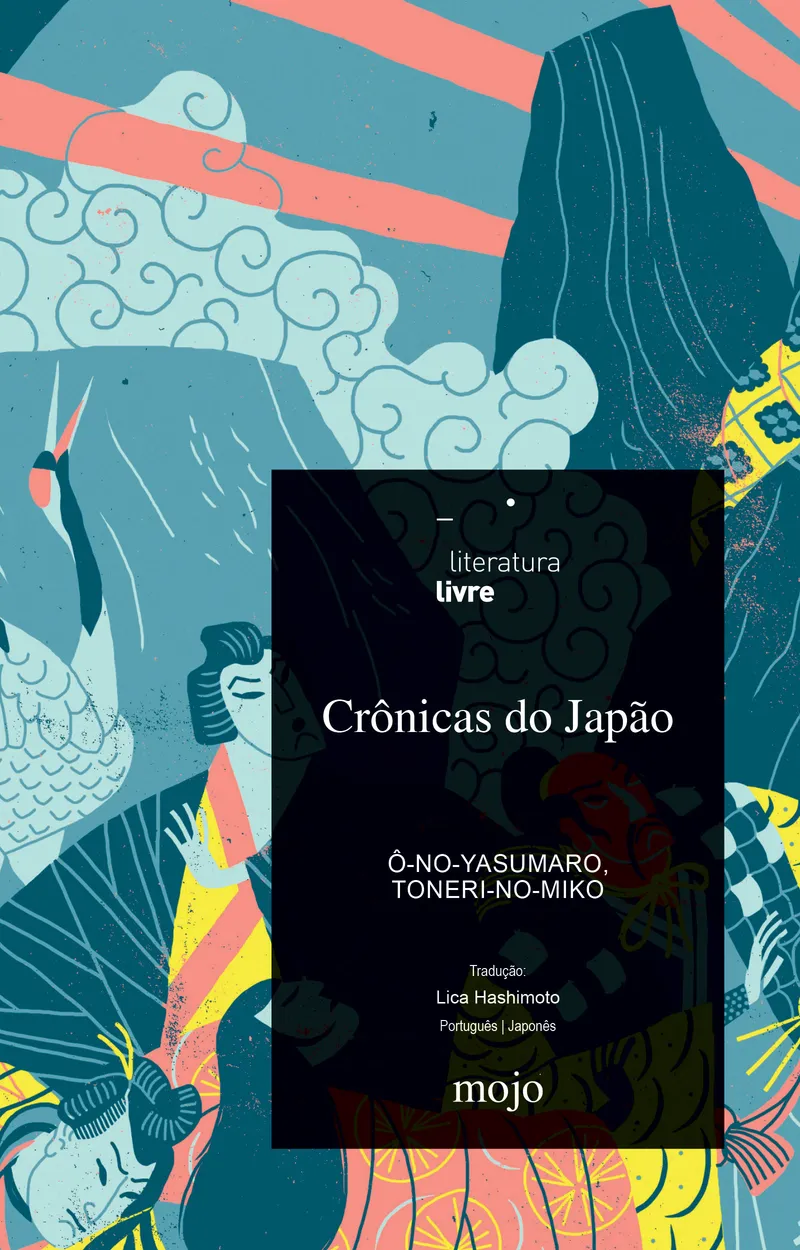 literatura
livre
Crônicas do Japão
Ô-NO-YASUMARO,
TONERI-NO-MIKO
Tradução:
Lica Hashimoto
Português | Japonês
mojo